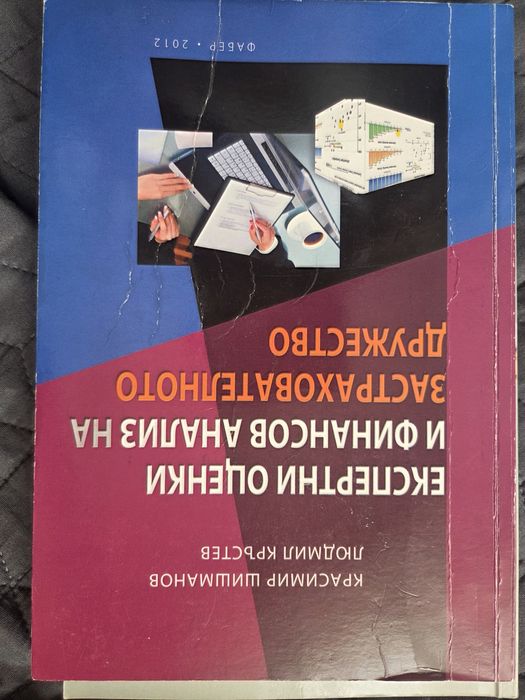 КРАСИМИР ШИШМАНОВ
ЛЮДМИЛ КРЪСТЕВ
ЕКСПЕРТНИ ОЦЕНКИ
И ФИНАНСОВ АНАЛИЗ НА
ЗАСТРАХОВАТЕЛНОТО
ДРУЖЕСТВО
ФАБЕР • 2012